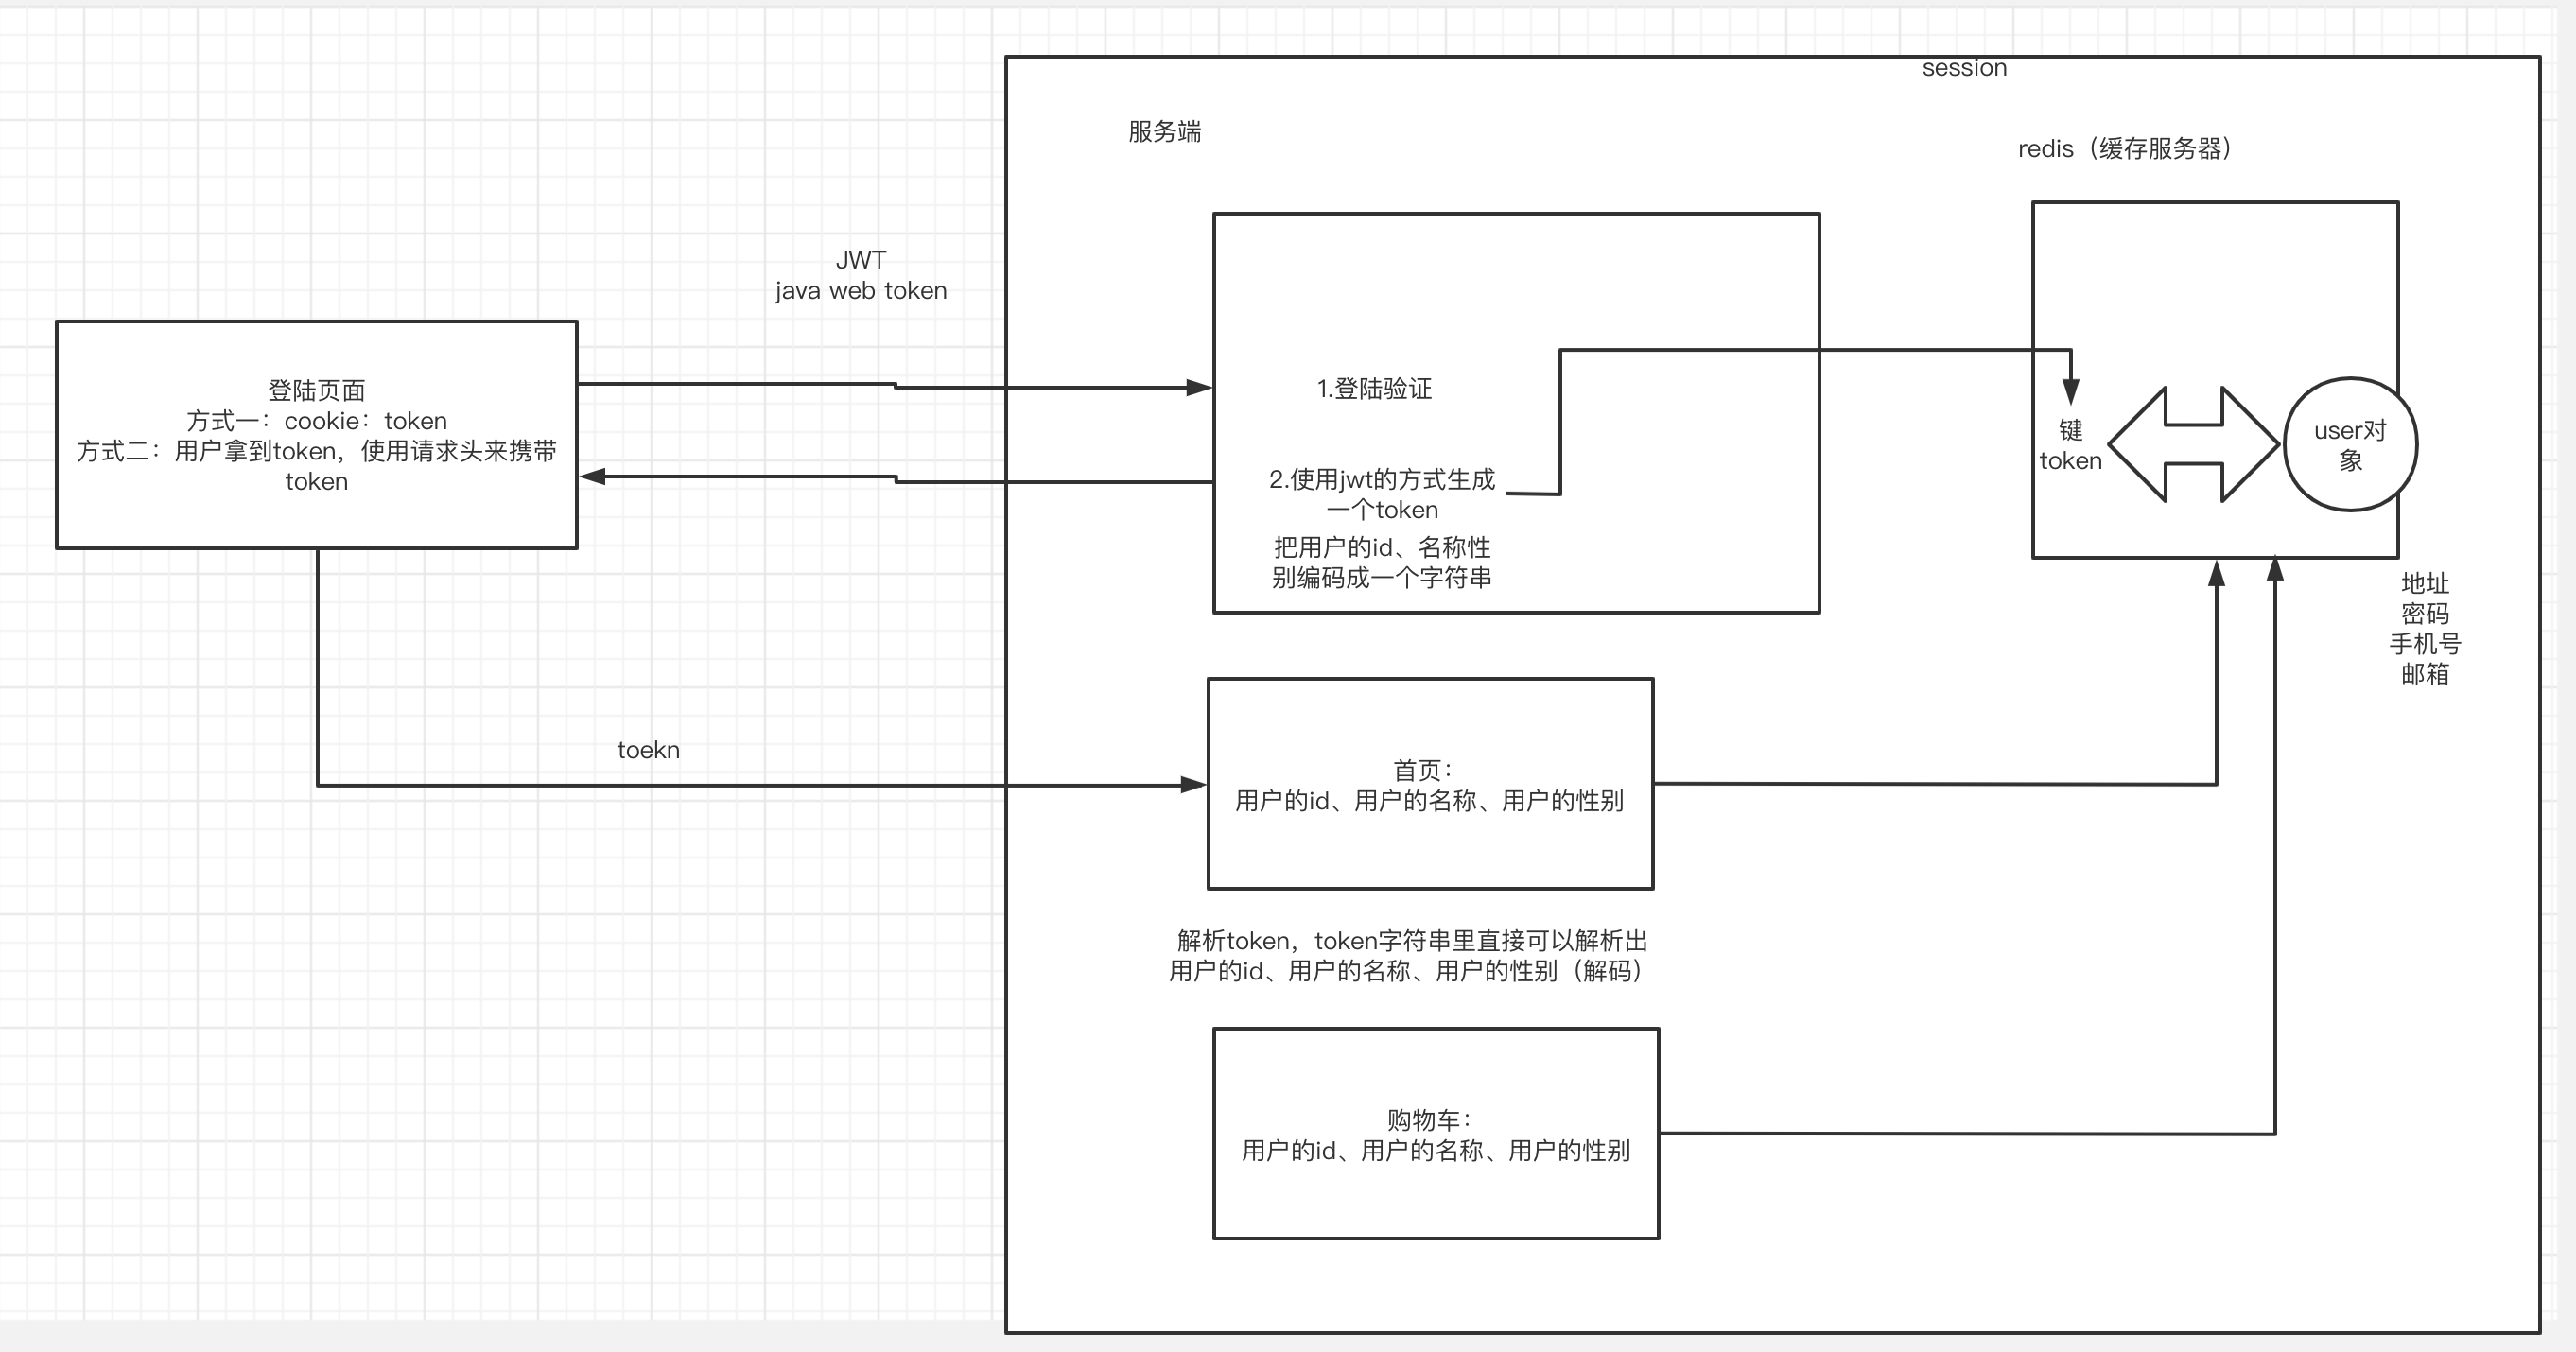 session
服务端
redis（缓存服务器）
JWT
java web token
登陆页面
方式一：cookie：token
方式二：用户拿到token，使用请求头来携带
token
1.登陆验证
2.使用jwt的方式生成
一个token
把用户的id、名称性
别编码成一个字符串
键
token
user对
象
地址
密码
手机号
邮箱
toekn
首页：
用户的id、用户的名称、用户的性别
解析token，token字符串里直接可以解析出
用户的id、用户的名称、用户的性别（解码）
购物车：
用户的id、用户的名称、用户的性别